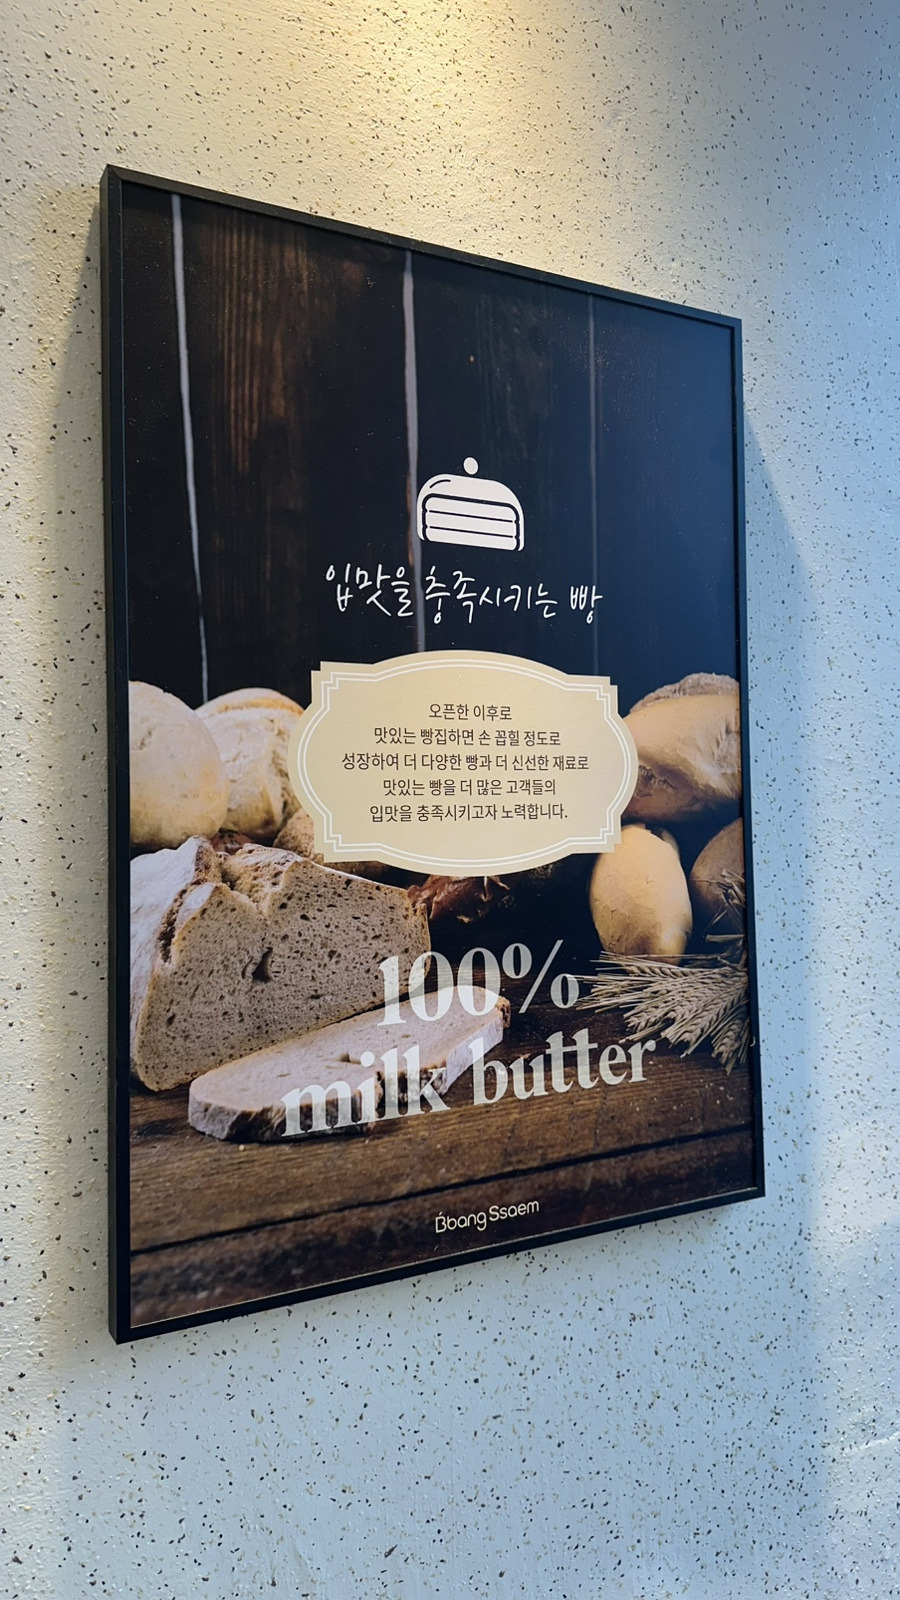 입맛을 충족시키는 빵
오픈한 이후로
맛있는 빵집하면 손 꼽힐 정도로
성장하여 더 다양한 빵과 더 신선한 재료로
맛있는 빵을 더 많은 고객들의
입맛을 충족시키고자 노력합니다.
100%
milk butter
Bbang Ssaem